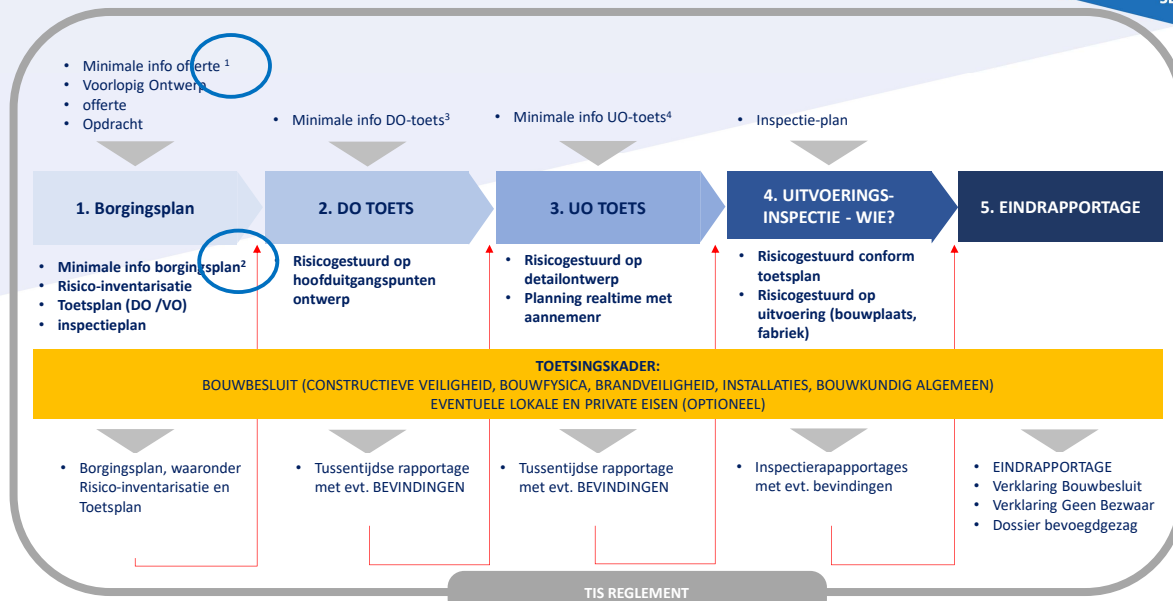 • Minimale info offerte ¹
• Voorlopig Ontwerp
• offerte
• Opdracht
• Minimale info DO-toets³
• Minimale info UO-toets⁴
• Inspectie-plan
1. Borgingsplan
2. DO TOETS
3. UO TOETS
4. UITVOERINGS-
INSPECTIE - WIE?
5. EINDRAPPORTAGE
• Minimale info borgingsplan²
• Risico-inventarisatie
• Toetsplan (DO /VO)
• inspectieplan
Risicogestuurd op
hoofduitgangspunten
ontwerp
• Risicogestuurd op
detailontwerp
• Planning realtime met
aannemenr
• Risicogestuurd conform
toetsplan
• Risicogestuurd op
uitvoering (bouwplaats,
fabriek)
TOETSINGSKADER:
BOUWBESLUIT (CONSTRUCTIEVE VEILIGHEID, BOUWFYSICA, BRANDVEILIGHEID, INSTALLATIES, BOUWKUNDIG ALGEMEEN)
EVENTUELE LOKALE EN PRIVATE EISEN (OPTIONEEL)
• Borgingsplan, waaronder
Risico-inventarisatie en
Toetsplan
• Tussentijdse rapportage
met evt. BEVINDINGEN
• Tussentijdse rapportage
met evt. BEVINDINGEN
• Inspectierapapportages
met evt. bevindingen
• EINDRAPPORTAGE
• Verklaring Bouwbesluit
• Verklaring Geen Bezwaar
• Dossier bevoegdgezag
TIS REGLEMENT